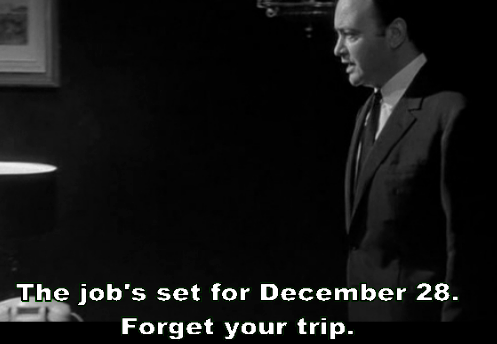 The job's set for December 28.
Forget your trip.